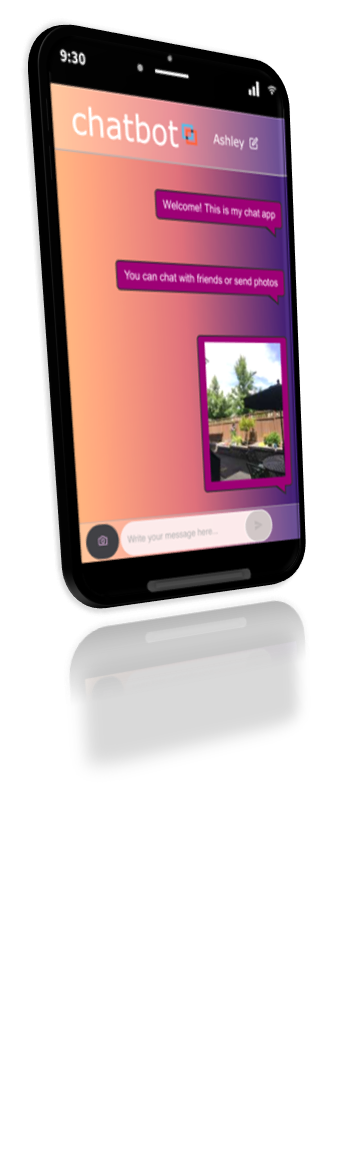 9:30
chatbot
Ashley
Welcome! This is my chat app
You can chat with friends or send photos
Write your message here...